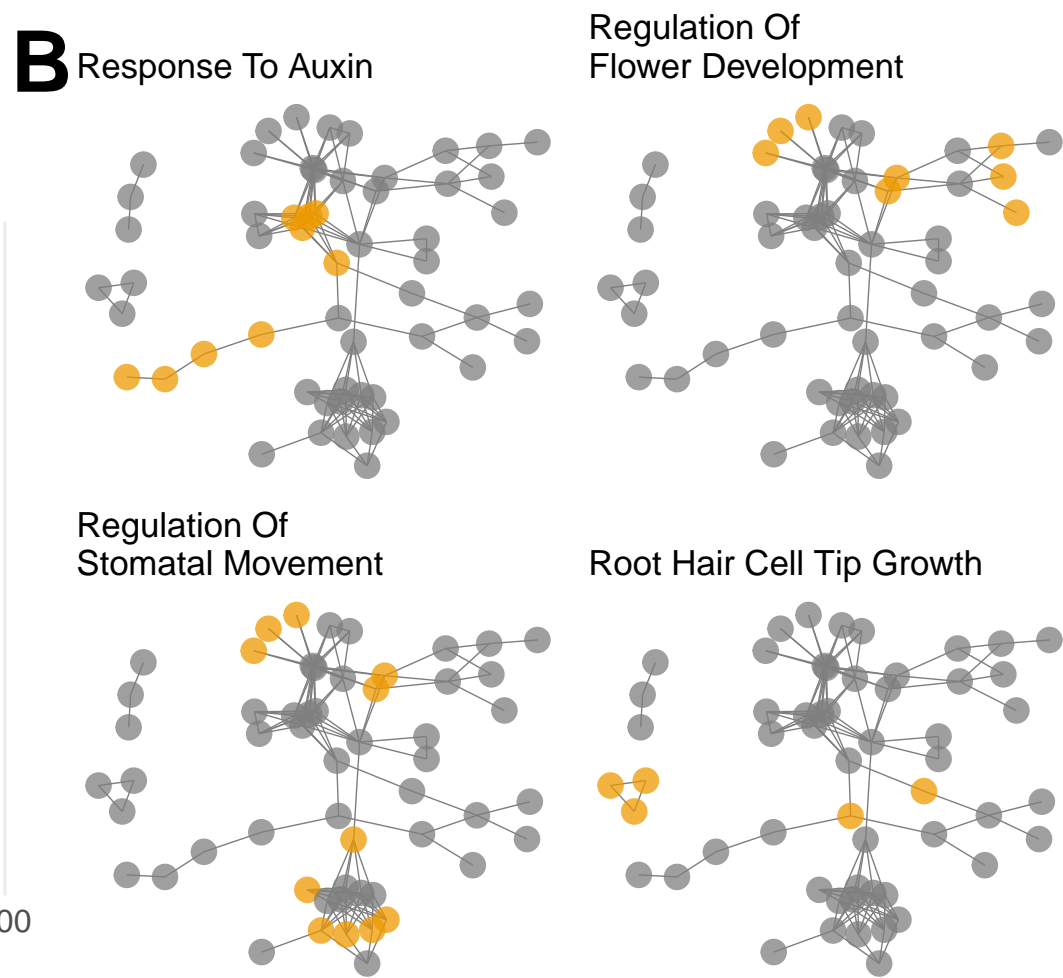 B
Response To Auxin
Regulation Of
Flower Development
Regulation Of
Stomatal Movement
Root Hair Cell Tip Growth
00